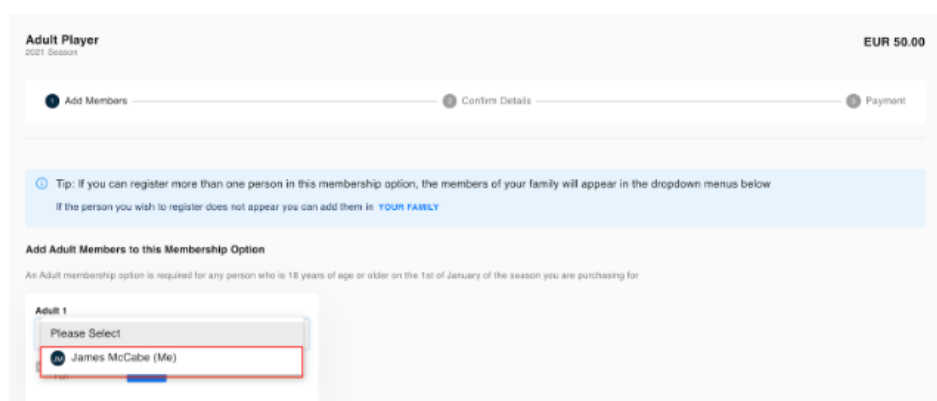 Adult Player
EUR 50.00
2021 Season
1 Add Members
2 Confirm Details
3 Payment
Tip: If you can register more than one person in this membership option, the members of your family will appear in the dropdown menus below
If the person you wish to register does not appear you can add them in YOUR FAMILY
Add Adult Members to this Membership Option
An Adult membership option is required for any person who is 18 years of age or older on the 1st of January of the season you are purchasing for
Adult 1
Please Select
James McCabe (Me)